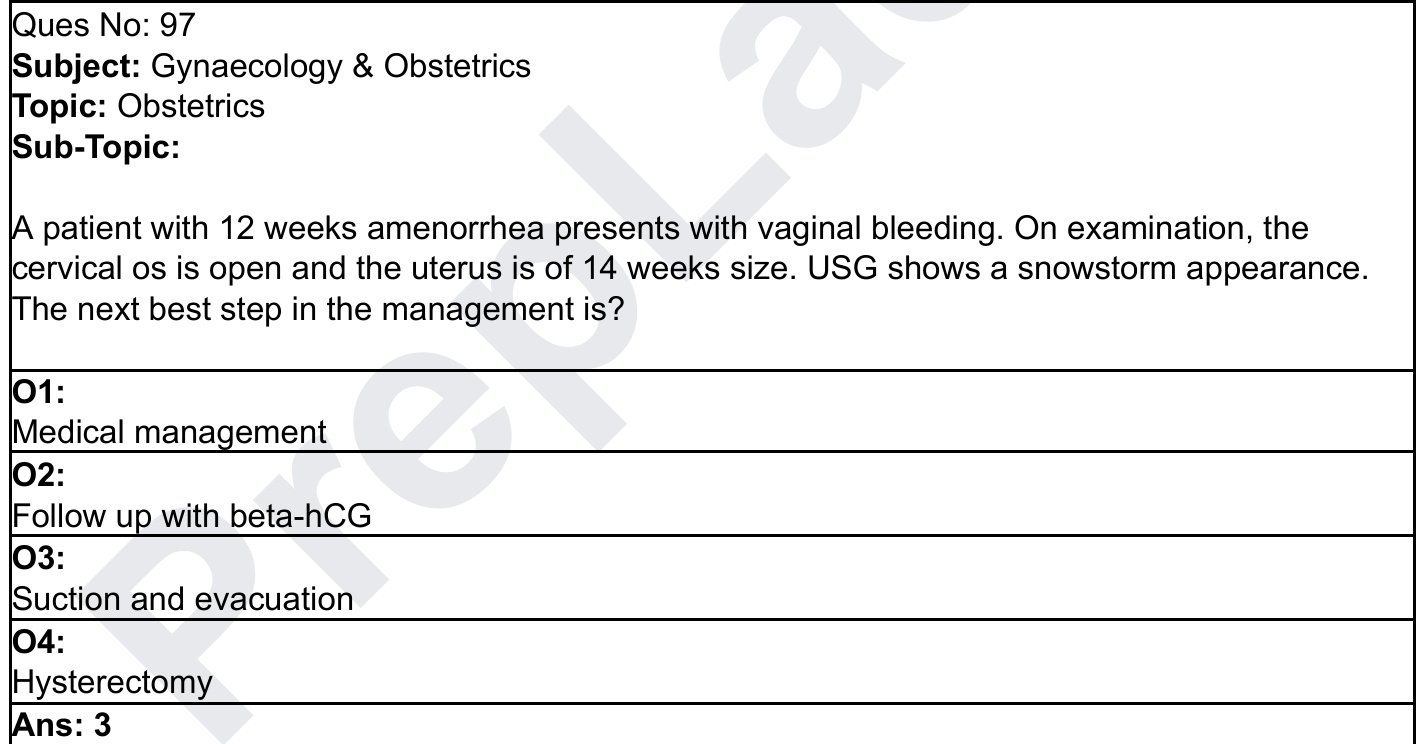 Ques No: 97
Subject: Gynaecology & Obstetrics
Topic: Obstetrics
Sub-Topic:
A patient with 12 weeks amenorrhea presents with vaginal bleeding. On examination, the
cervical os is open and the uterus is of 14 weeks size. USG shows a snowstorm appearance.
The next best step in the management is?
O1:
Medical management
O2:
Follow up with beta-hCG
O3:
Suction and evacuation
O4:
Hysterectomy
Ans: 3